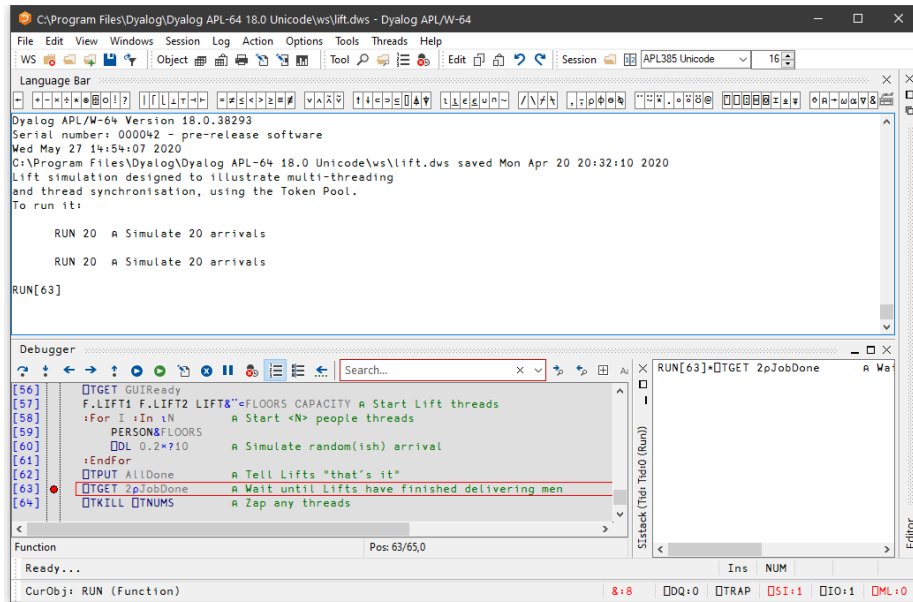 C:\Program Files\Dyalog\Dyalog APL-64 18.0 Unicode\ws\lift.dws - Dyalog APL/W-64
File Edit View Windows Session Log Action Options Tools Threads Help
WS Object Tool Edit Session APL385 Unicode 16
Language Bar
Dyalog APL/W-64 Version 18.0.38293
Serial number: 000042 - pre-release software
Wed May 27 14:54:07 2020
C:\Program Files\Dyalog\Dyalog APL-64 18.0 Unicode\ws\lift.dws saved Mon Apr 20 20:32:10 2020
Lift simulation designed to illustrate multi-threading
and thread synchronisation, using the Token Pool.
To run it:
RUN 20 ⍝ Simulate 20 arrivals
RUN 20 ⍝ Simulate 20 arrivals
RUN[63]
Debugger
Search...
[56] ⎕TGET GUIReady
[57] F.LIFT1 F.LIFT2 LIFT&¨⊂FLOORS CAPACITY ⍝ Start Lift threads
[58] :For I :In ⍳N ⍝ Start <N> people threads
[59] PERSON&FLOORS
[60] ⎕DL 0.2×?10 ⍝ Simulate random(ish) arrival
[61] :EndFor
[62] ⎕TPUT AllDone ⍝ Tell Lifts "that's it"
[63] ⎕TGET 2⍴JobDone ⍝ Wait until Lifts have finished delivering men
[64] ⎕TKILL ⎕TNUMS ⍝ Zap any threads
Function Pos: 63/65,0
SIstack (Tid: Tid:0 (Run))
RUN[63]*⎕TGET 2⍴JobDone ⍝ Wai
Editor
Ready... Ins NUM
CurObj: RUN (Function) &:8 ⎕DQ:0 ⎕TRAP ⎕SI:1 ⎕IO:1 ⎕ML:0